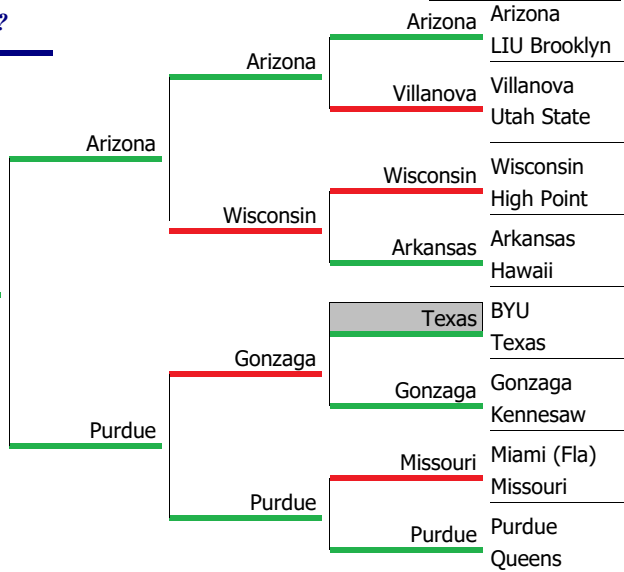 ?
Arizona
Arizona
LIU Brooklyn
Arizona
Villanova
Villanova
Utah State
Arizona
Wisconsin
Wisconsin
High Point
Wisconsin
Arkansas
Arkansas
Hawaii
Texas
BYU
Texas
Gonzaga
Gonzaga
Gonzaga
Kennesaw
Purdue
Missouri
Miami (Fla)
Missouri
Purdue
Purdue
Purdue
Queens